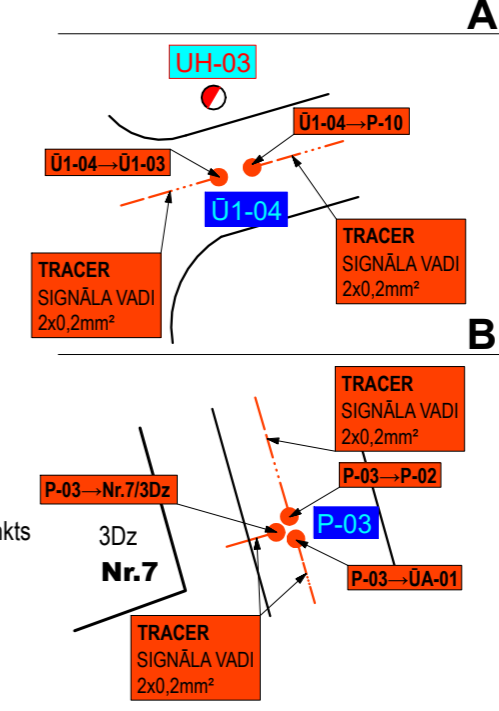 A
UH-03
Ū1-04→P-10
Ū1-04→Ū1-03
Ū1-04
TRACER
SIGNĀLA VADI
2x0,2mm²
TRACER
SIGNĀLA VADI
2x0,2mm²
B
TRACER
SIGNĀLA VADI
2x0,2mm²
P-03→P-02
P-03→Nr.7/3Dz
P-03
kts
3Dz
Nr.7
P-03→ŪA-01
TRACER
SIGNĀLA VADI
2x0,2mm²